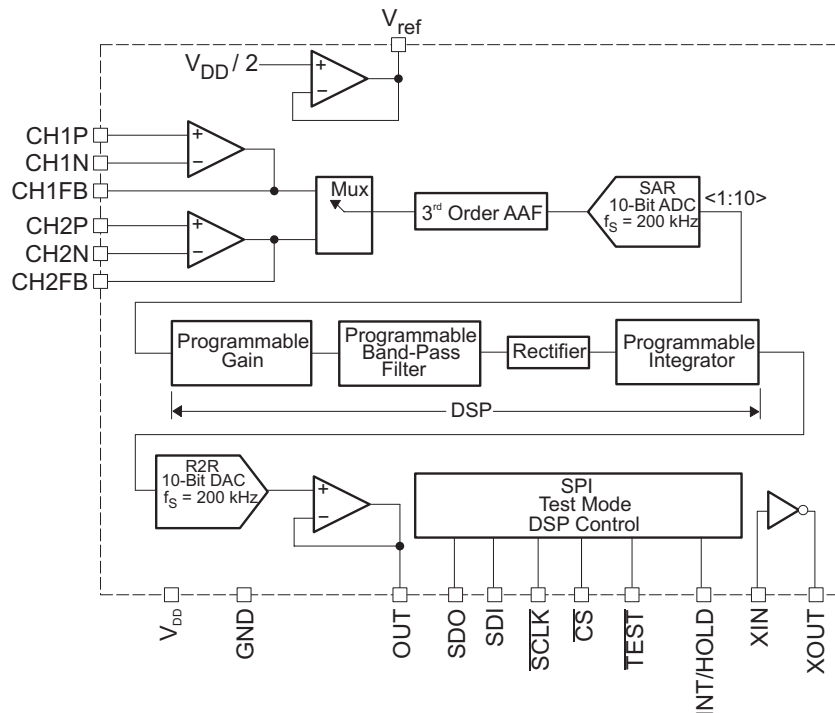 Vref
VDD / 2
+
−
CH1P
CH1N
CH1FB
CH2P
CH2N
CH2FB
+
−
+
−
Mux
3rd Order AAF
SAR
10-Bit ADC
fS = 200 kHz
<1:10>
Programmable
Gain
Programmable
Band-Pass
Filter
Rectifier
Programmable
Integrator
DSP
R2R
10-Bit DAC
fS = 200 kHz
+
−
SPI
Test Mode
DSP Control
VDD
GND
OUT
SDO
SDI
SCLK
CS
TEST
INT/HOLD
XIN
XOUT